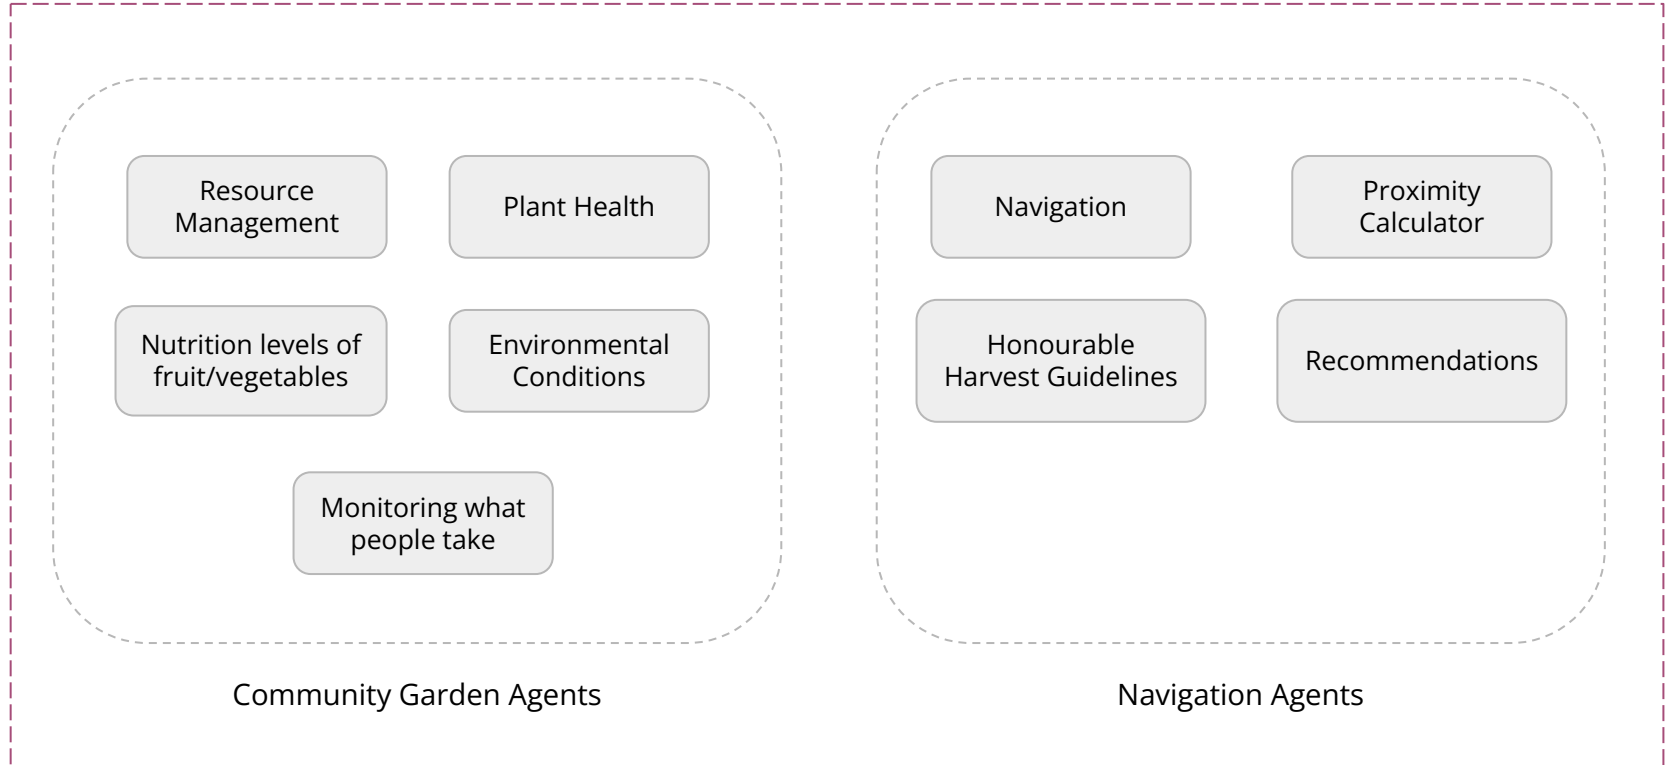 Resource
Management
Plant Health
Nutrition levels of
fruit/vegetables
Environmental
Conditions
Monitoring what
people take
Community Garden Agents
Navigation
Proximity
Calculator
Honourable
Harvest Guidelines
Recommendations
Navigation Agents